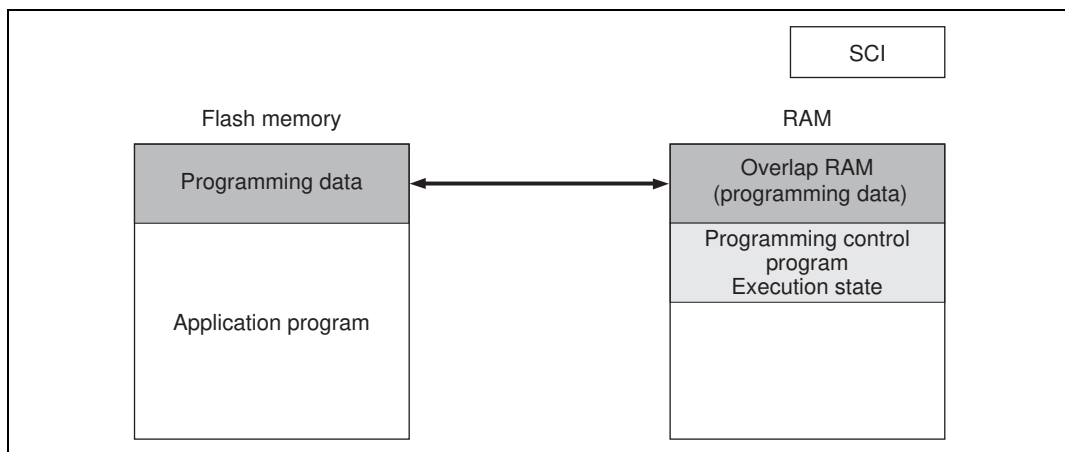 SCI
Flash memory
RAM
Programming data
Overlap RAM
(programming data)
Programming control
program
Execution state
Application program